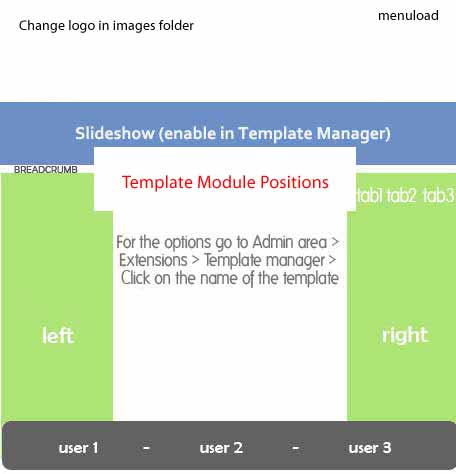 Change logo in images folder
menuload
Slideshow (enable in Template Manager)
BREADCRUMB
Template Module Positions
tab1 tab2 tab3
For the options go to Admin area >
Extensions > Template manager >
Click on the name of the template
left
right
user 1 - user 2 - user 3